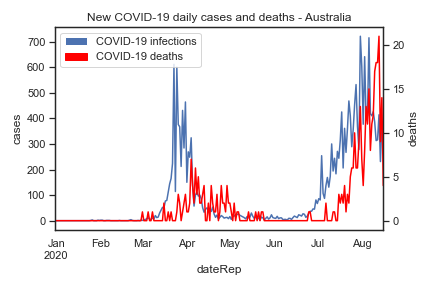 New COVID-19 daily cases and deaths - Australia
COVID-19 infections
COVID-19 deaths
700
600
500
400
300
200
100
0
cases
20
15
10
5
0
deaths
Jan Feb Mar Apr May Jun Jul Aug
2020
dateRep